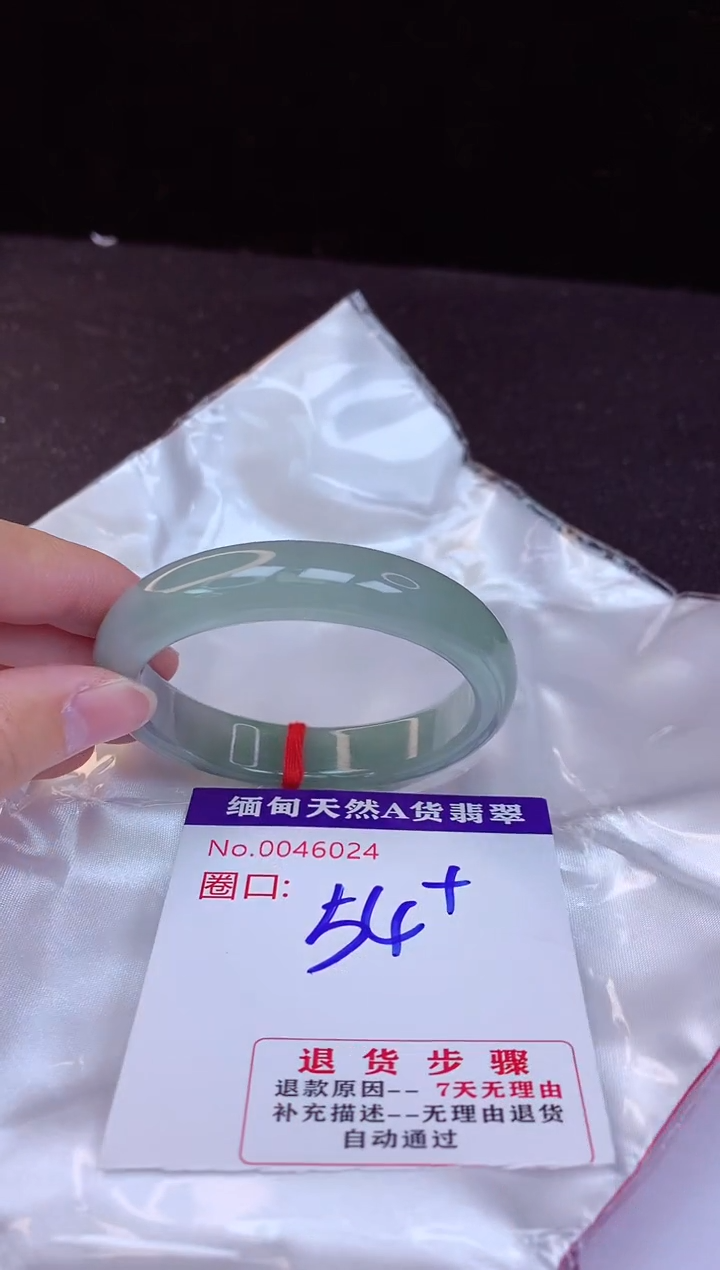 缅甸天然A货翡翠
No.0046024
圈口: 54+
退货步骤
退款原因-- 7天无理由
补充描述--无理由退货
自动通过